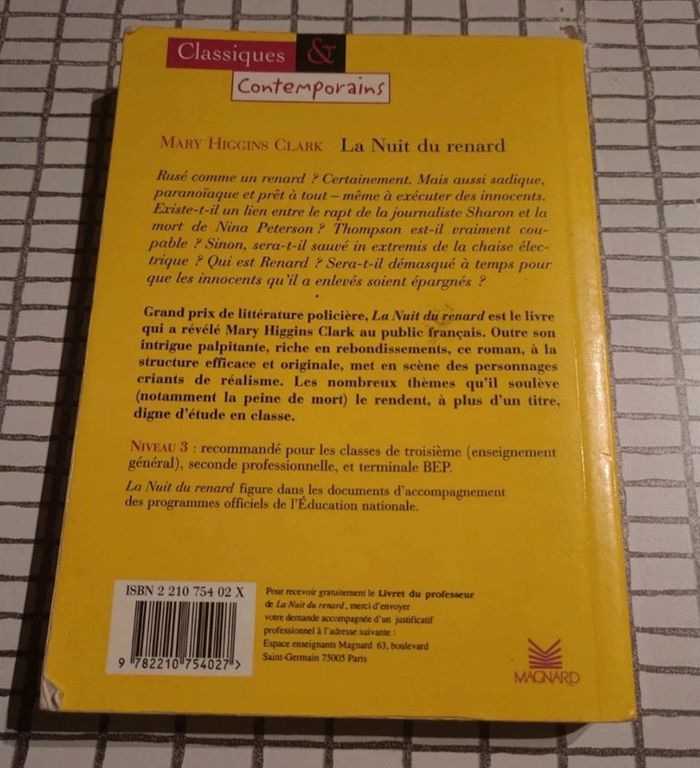 Classiques &
Contemporains
MARY HIGGINS CLARK La Nuit du renard
Rusé comme un renard ? Certainement. Mais aussi sadique,
paranoïaque et prêt à tout – même à exécuter des innocents.
Existe-t-il un lien entre le rapt de la journaliste Sharon et la
mort de Nina Peterson ? Thompson est-il vraiment cou-
pable ? Sinon, sera-t-il sauvé in extremis de la chaise élec-
trique ? Qui est Renard ? Sera-t-il démasqué à temps pour
que les innocents qu'il a enlevés soient épargnés ?
Grand prix de littérature policière, La Nuit du renard est le livre
qui a révélé Mary Higgins Clark au public français. Outre son
intrigue palpitante, riche en rebondissements, ce roman, à la
structure efficace et originale, met en scène des personnages
criants de réalisme. Les nombreux thèmes qu'il soulève
(notamment la peine de mort) le rendent, à plus d'un titre,
digne d'étude en classe.
NIVEAU 3 : recommandé pour les classes de troisième (enseignement
général), seconde professionnelle, et terminale BEP.
La Nuit du renard figure dans les documents d'accompagnement
des programmes officiels de l'Éducation nationale.
ISBN 2 210 754 02 X
9 782210 754027 >
Pour recevoir gratuitement le Livret du professeur
de La Nuit du renard, merci d'envoyer
votre demande accompagnée d'un justificatif
professionnel à l'adresse suivante :
Espace enseignants Magnard 63, boulevard
Saint-Germain 75005 Paris
MAGNARD